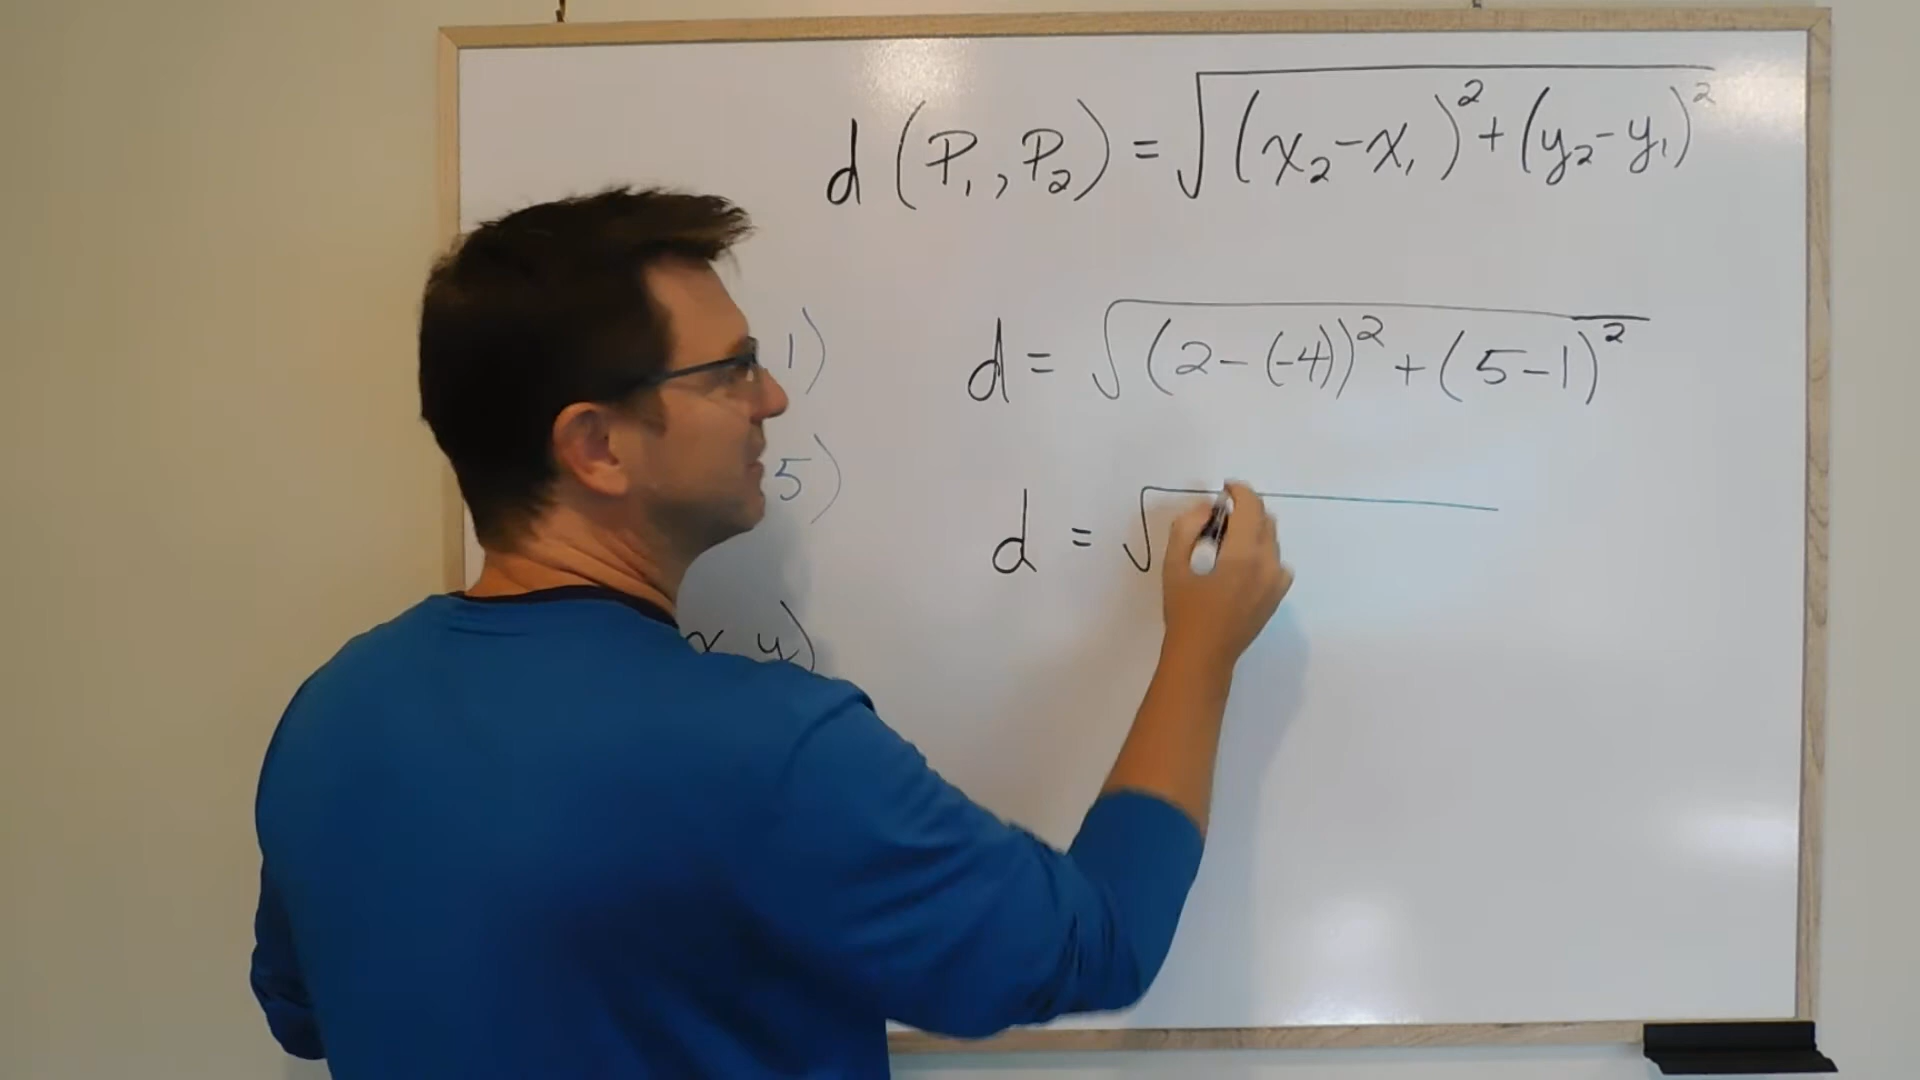 d(P₁, P₂) = √(x₂-x₁)² + (y₂-y₁)²
1)
d = √(2-(-4))² + (5-1)²
5)
d = √
x, y)